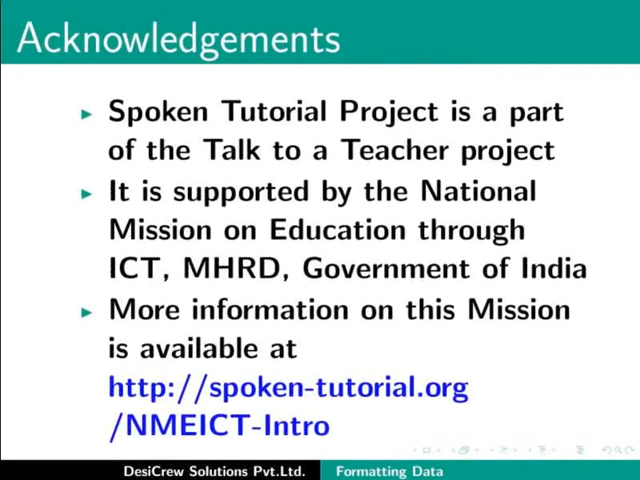 Acknowledgements
Spoken Tutorial Project is a part
of the Talk to a Teacher project
It is supported by the National
Mission on Education through
ICT, MHRD, Government of India
More information on this Mission
is available at
http://spoken-tutorial.org
/NMEICT-Intro
DesiCrew Solutions Pvt.Ltd. Formatting Data